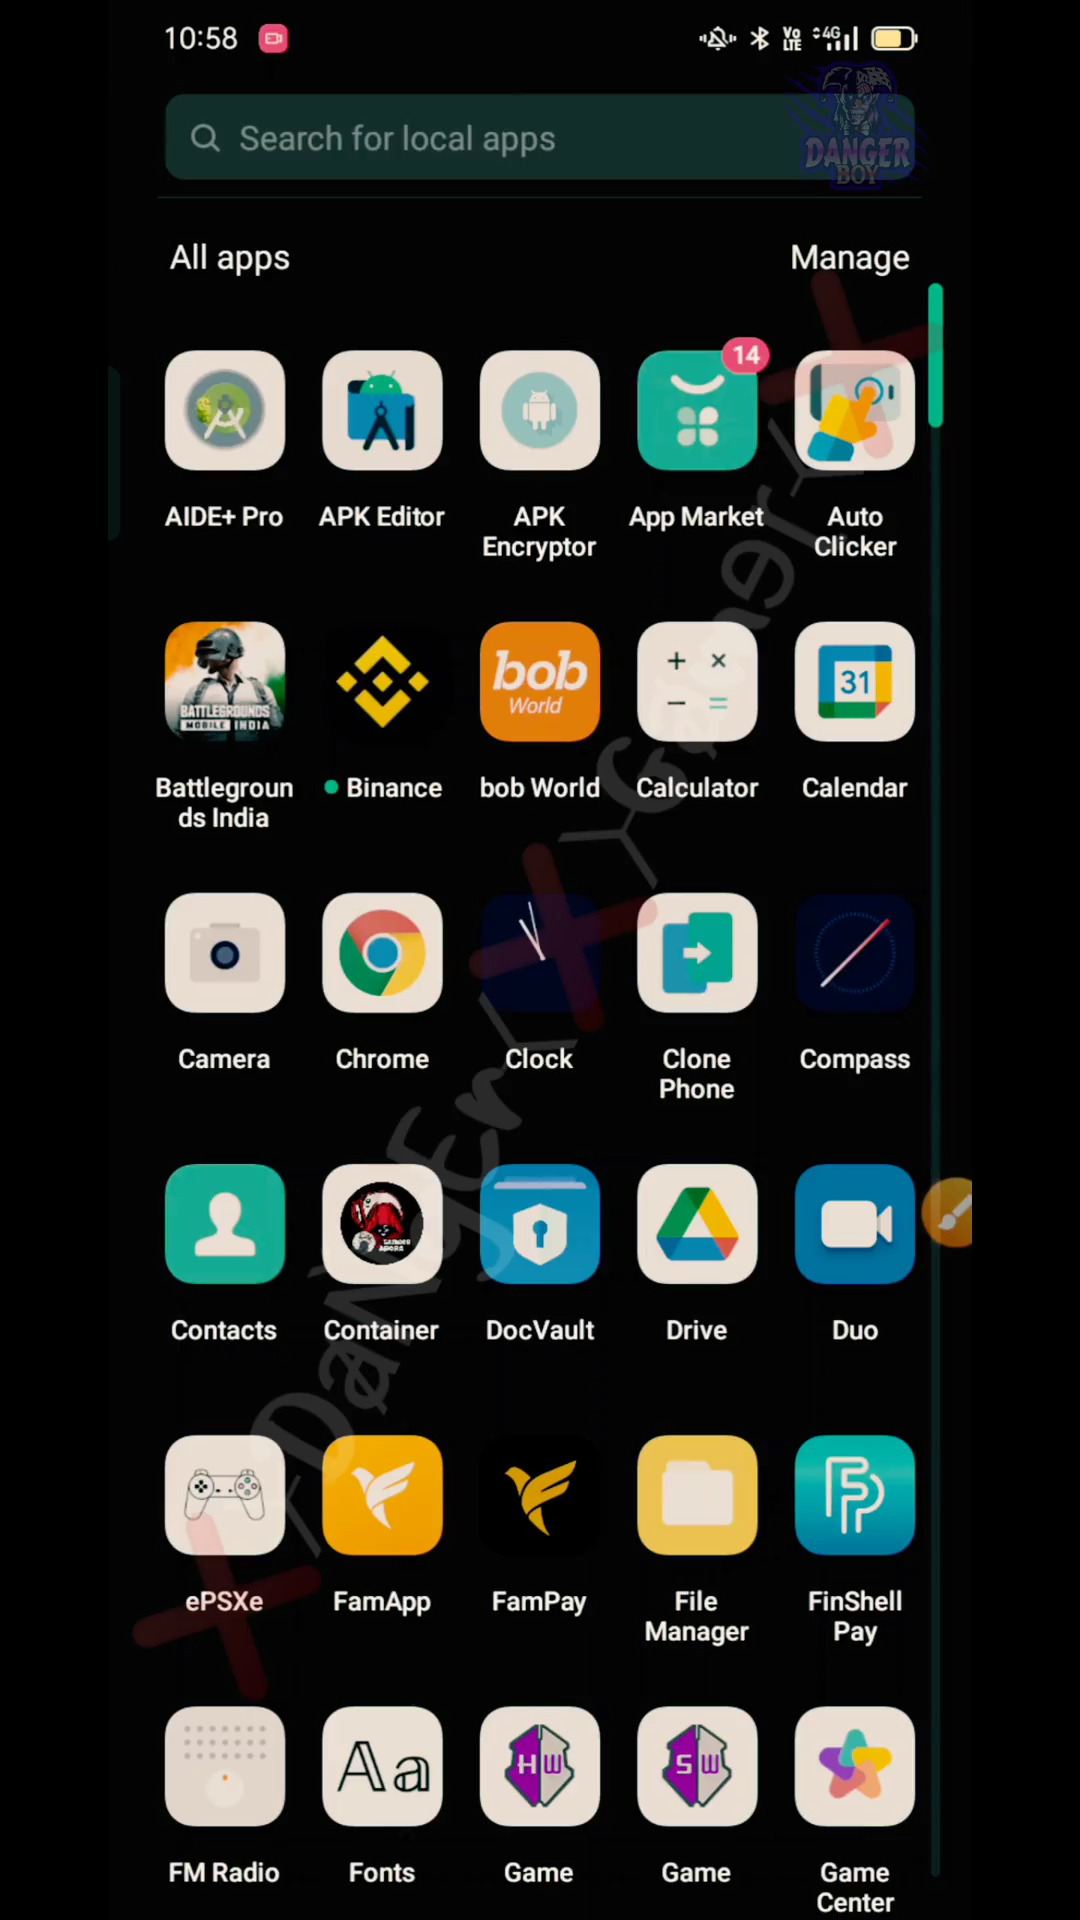 10:58
Vo
LTE
4G
Search for local apps
DANGER
BOY
All apps
Manage
14
AIDE+ Pro
APK Editor
APK
Encryptor
App Market
Auto
Clicker
BATTLEGROUNDS
MOBILE INDIA
bob
World
31
Battlegroun
ds India
Binance
bob World
Calculator
Calendar
Camera
Chrome
Clock
Clone
Phone
Compass
Contacts
Container
DocVault
Drive
Duo
ePSXe
FamApp
FamPay
File
Manager
FinShell
Pay
Aa
HW
SW
FM Radio
Fonts
Game
Game
Game
Center